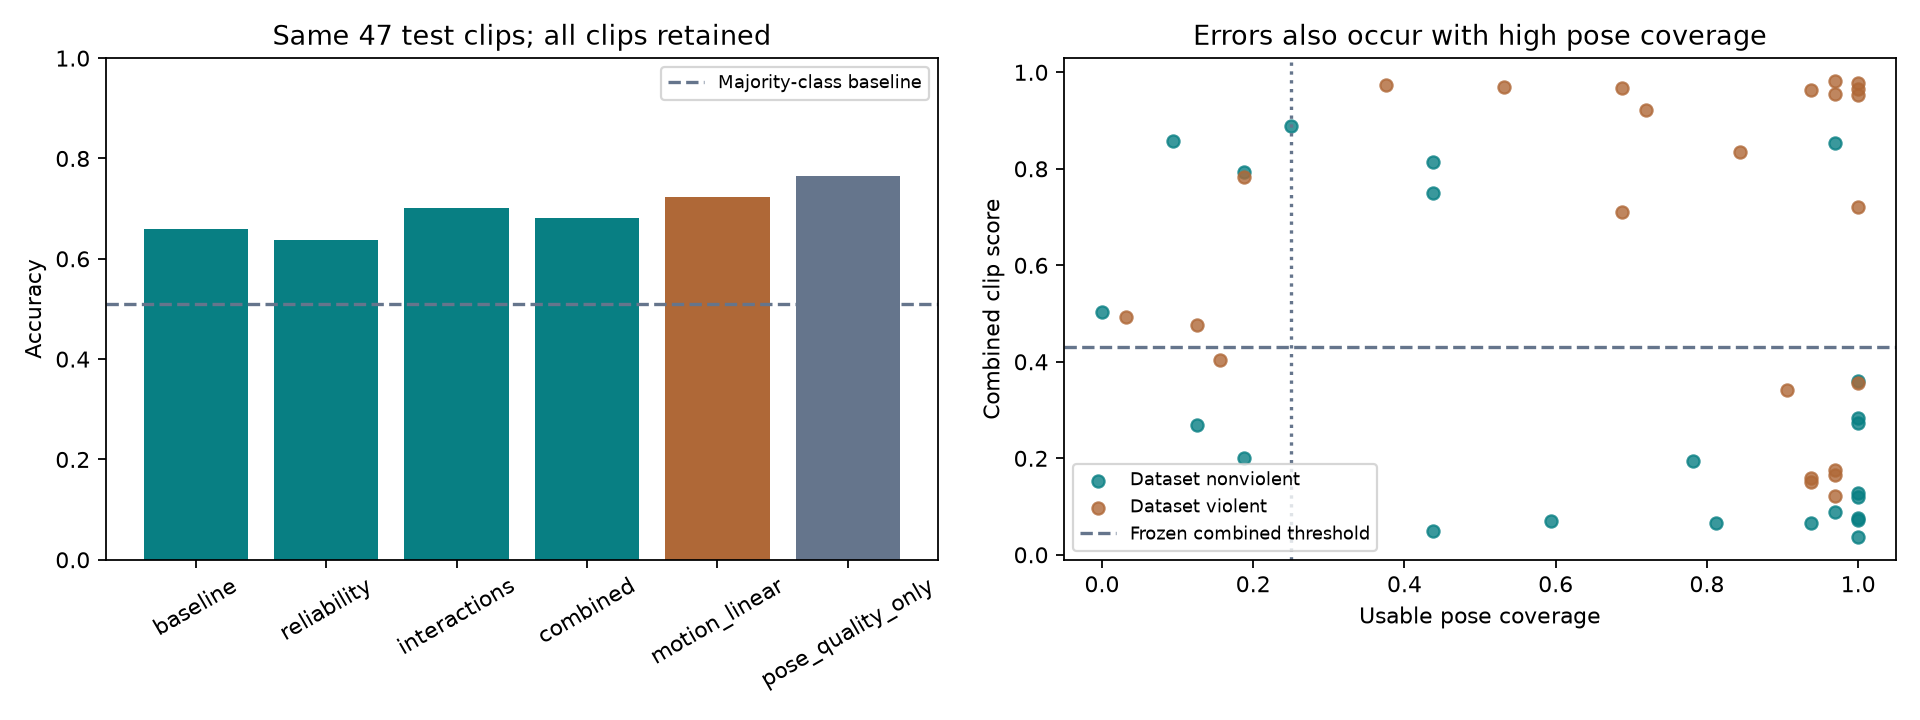 Same 47 test clips; all clips retained
Accuracy
1.0
0.8
0.6
0.4
0.2
0.0
Majority-class baseline
baseline
reliability
interactions
combined
motion_linear
pose_quality_only
Errors also occur with high pose coverage
Combined clip score
1.0
0.8
0.6
0.4
0.2
0.0
Dataset nonviolent
Dataset violent
Frozen combined threshold
0.0 0.2 0.4 0.6 0.8 1.0
Usable pose coverage